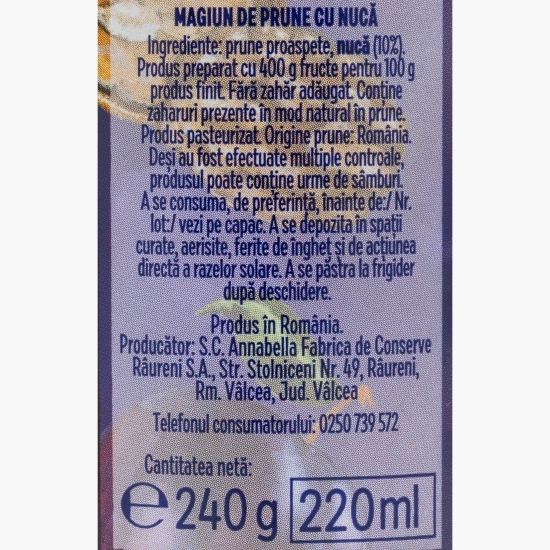 MAGIUN DE PRUNE CU NUCĂ
Ingrediente: prune proaspete, nucă (10%).
Produs preparat cu 400 g fructe pentru 100 g
produs finit. Fără zahăr adăugat. Conține
zaharuri prezente în mod natural în prune.
Produs pasteurizat. Origine prune: România.
Deși au fost efectuate multiple controale,
produsul poate conține urme de sâmburi.
A se consuma, de preferință, înainte de:/ Nr.
lot:/ vezi pe capac. A se depozita în spații
curate, aerisite, ferite de îngheț și de acțiunea
directă a razelor solare. A se păstra la frigider
după deschidere.
Produs în România.
Producător: S.C. Annabella Fabrica de Conserve
Râureni S.A., Str. Stolniceni Nr. 49, Râureni,
Rm. Vâlcea, Jud. Vâlcea
Telefonul consumatorului: 0250 739 572
Cantitatea netă:
℮ 240 g 220 ml